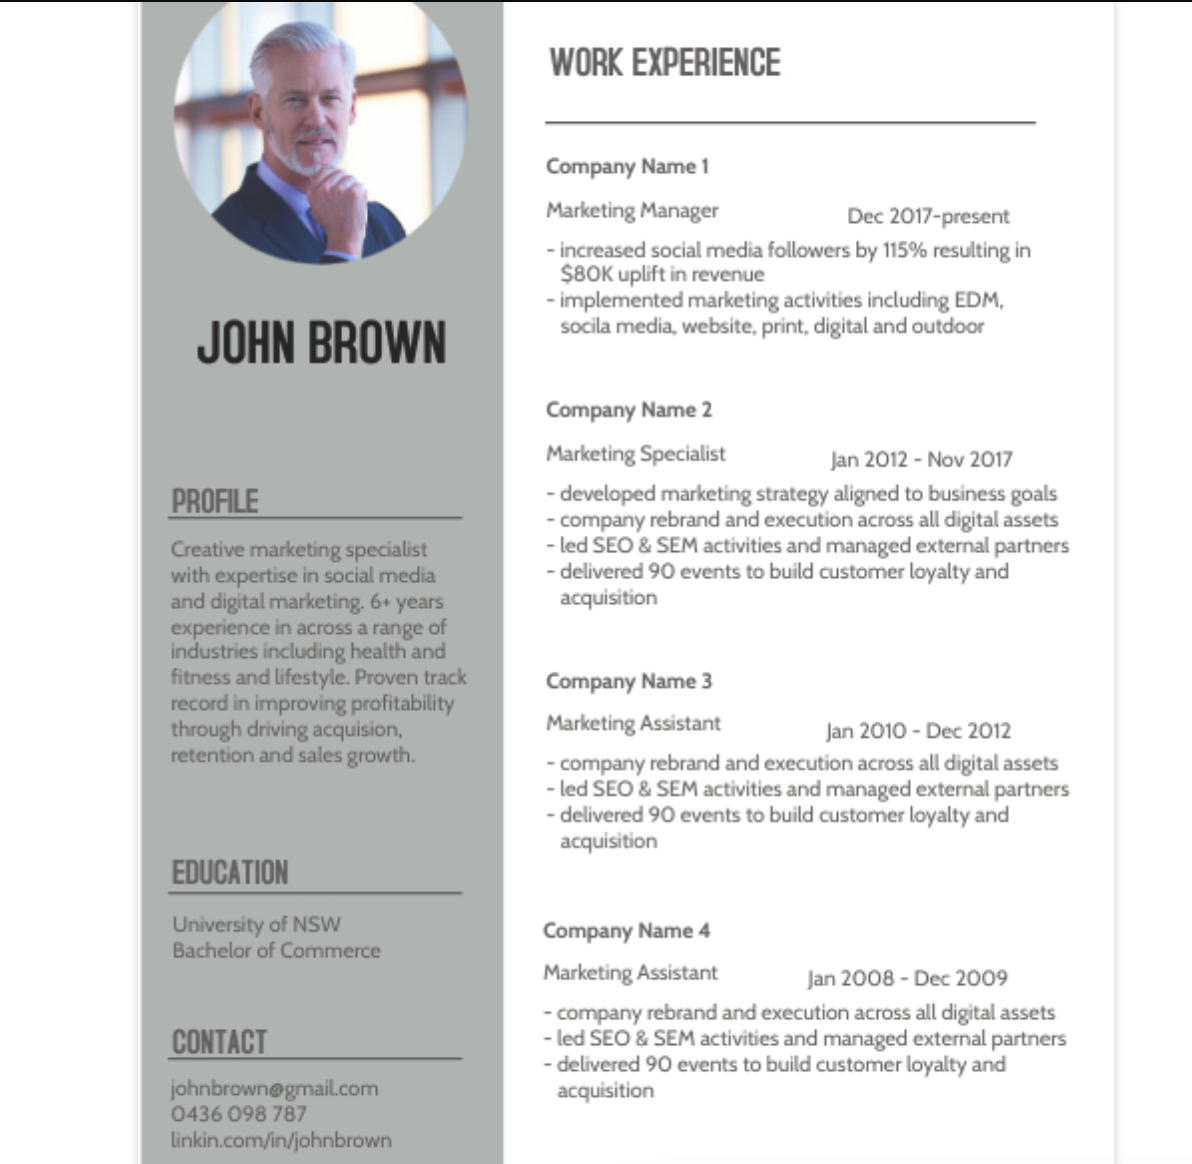 JOHN BROWN
PROFILE
Creative marketing specialist
with expertise in social media
and digital marketing. 6+ years
experience in across a range of
industries including health and
fitness and lifestyle. Proven track
record in improving profitability
through driving acquision,
retention and sales growth.
EDUCATION
University of NSW
Bachelor of Commerce
CONTACT
johnbrown@gmail.com
0436 098 787
linkin.com/in/johnbrown
WORK EXPERIENCE
Company Name 1
Marketing Manager Dec 2017-present
- increased social media followers by 115% resulting in
$80K uplift in revenue
- implemented marketing activities including EDM,
socila media, website, print, digital and outdoor
Company Name 2
Marketing Specialist Jan 2012 - Nov 2017
- developed marketing strategy aligned to business goals
- company rebrand and execution across all digital assets
- led SEO & SEM activities and managed external partners
- delivered 90 events to build customer loyalty and
acquisition
Company Name 3
Marketing Assistant Jan 2010 - Dec 2012
- company rebrand and execution across all digital assets
- led SEO & SEM activities and managed external partners
- delivered 90 events to build customer loyalty and
acquisition
Company Name 4
Marketing Assistant Jan 2008 - Dec 2009
- company rebrand and execution across all digital assets
- led SEO & SEM activities and managed external partners
- delivered 90 events to build customer loyalty and
acquisition